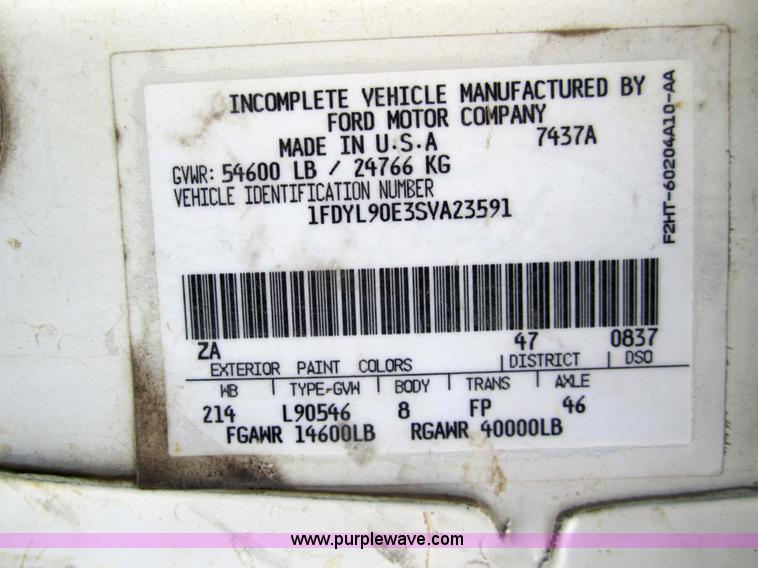 INCOMPLETE VEHICLE MANUFACTURED BY
FORD MOTOR COMPANY
MADE IN U.S.A 7437A
GVWR: 54600 LB / 24766 KG
VEHICLE IDENTIFICATION NUMBER
1FDYL90E3SVA23591
F2HT-60204A10-AA
ZA 47 0837
EXTERIOR PAINT COLORS DISTRICT DSO
WB TYPE-GVW BODY TRANS AXLE
214 L90546 8 FP 46
FGAWR 14600LB RGAWR 40000LB
www.purplewave.com